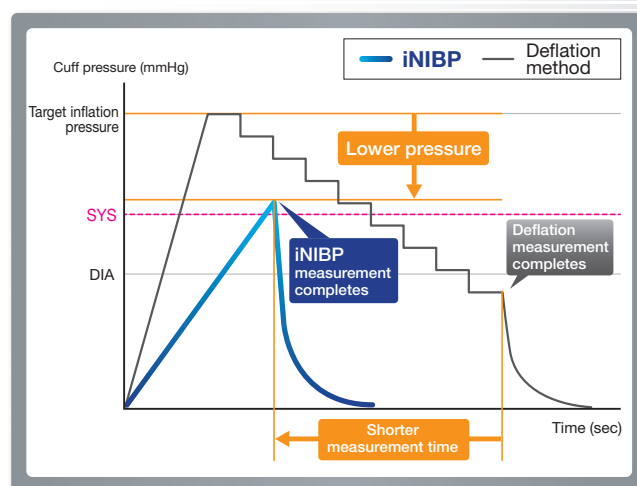 Cuff pressure (mmHg)
iNIBP
Deflation
method
Target inflation
pressure
Lower pressure
SYS
DIA
iNIBP
measurement
completes
Deflation
measurement
completes
Shorter
measurement time
Time (sec)